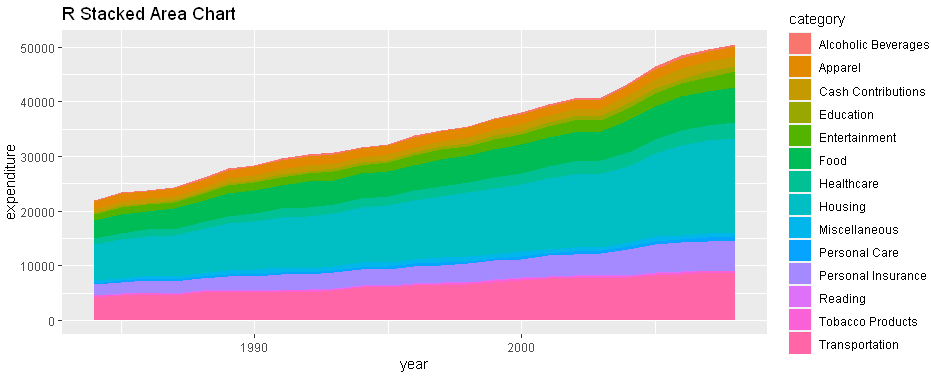 R Stacked Area Chart
expenditure
50000
40000
30000
20000
10000
0
1990
2000
year
category
Alcoholic Beverages
Apparel
Cash Contributions
Education
Entertainment
Food
Healthcare
Housing
Miscellaneous
Personal Care
Personal Insurance
Reading
Tobacco Products
Transportation